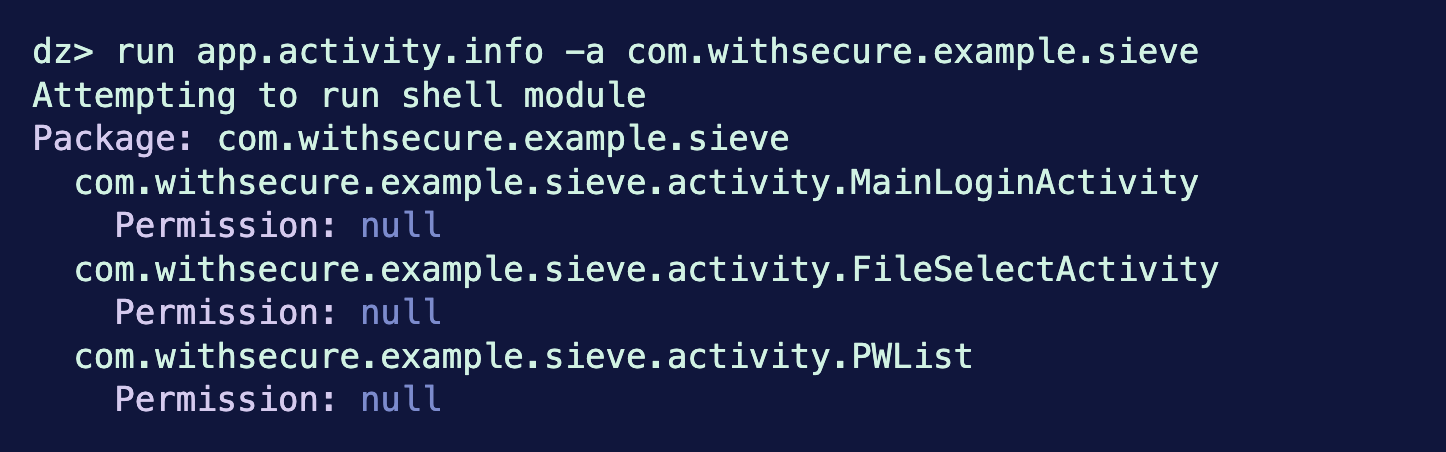 dz> run app.activity.info -a com.withsecure.example.sieve
Attempting to run shell module
Package: com.withsecure.example.sieve
  com.withsecure.example.sieve.activity.MainLoginActivity
    Permission: null
  com.withsecure.example.sieve.activity.FileSelectActivity
    Permission: null
  com.withsecure.example.sieve.activity.PWList
    Permission: null